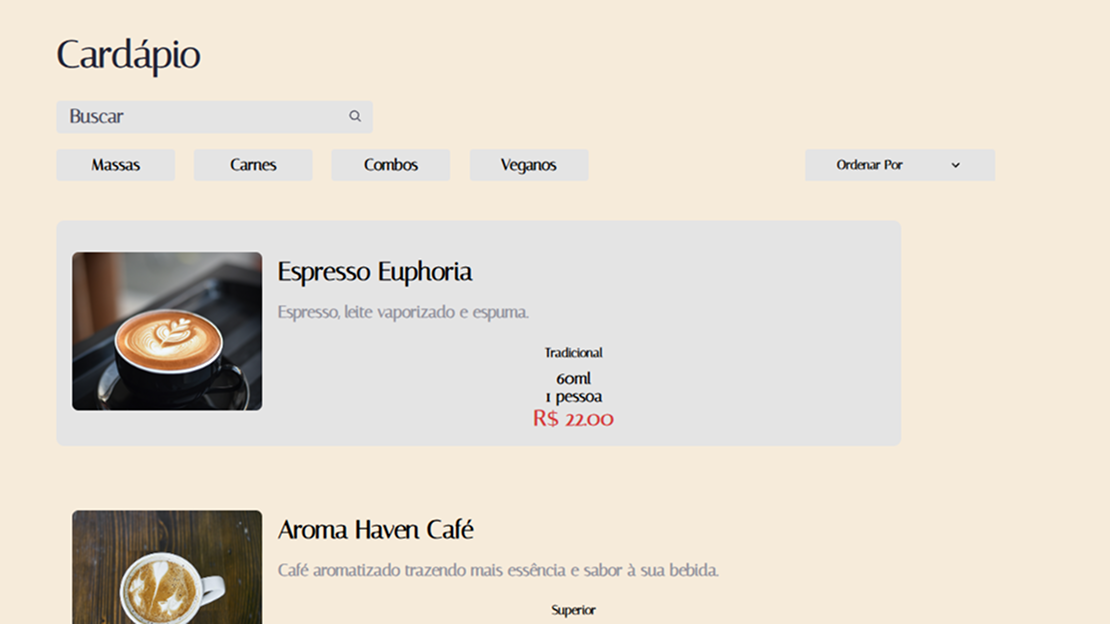 Cardápio
Buscar
Massas Carnes Combos Veganos Ordenar Por
Espresso Euphoria
Espresso, leite vaporizado e espuma.
Tradicional
60ml
1 pessoa
R$ 22.00
Aroma Haven Café
Café aromatizado trazendo mais essência e sabor à sua bebida.
Superior